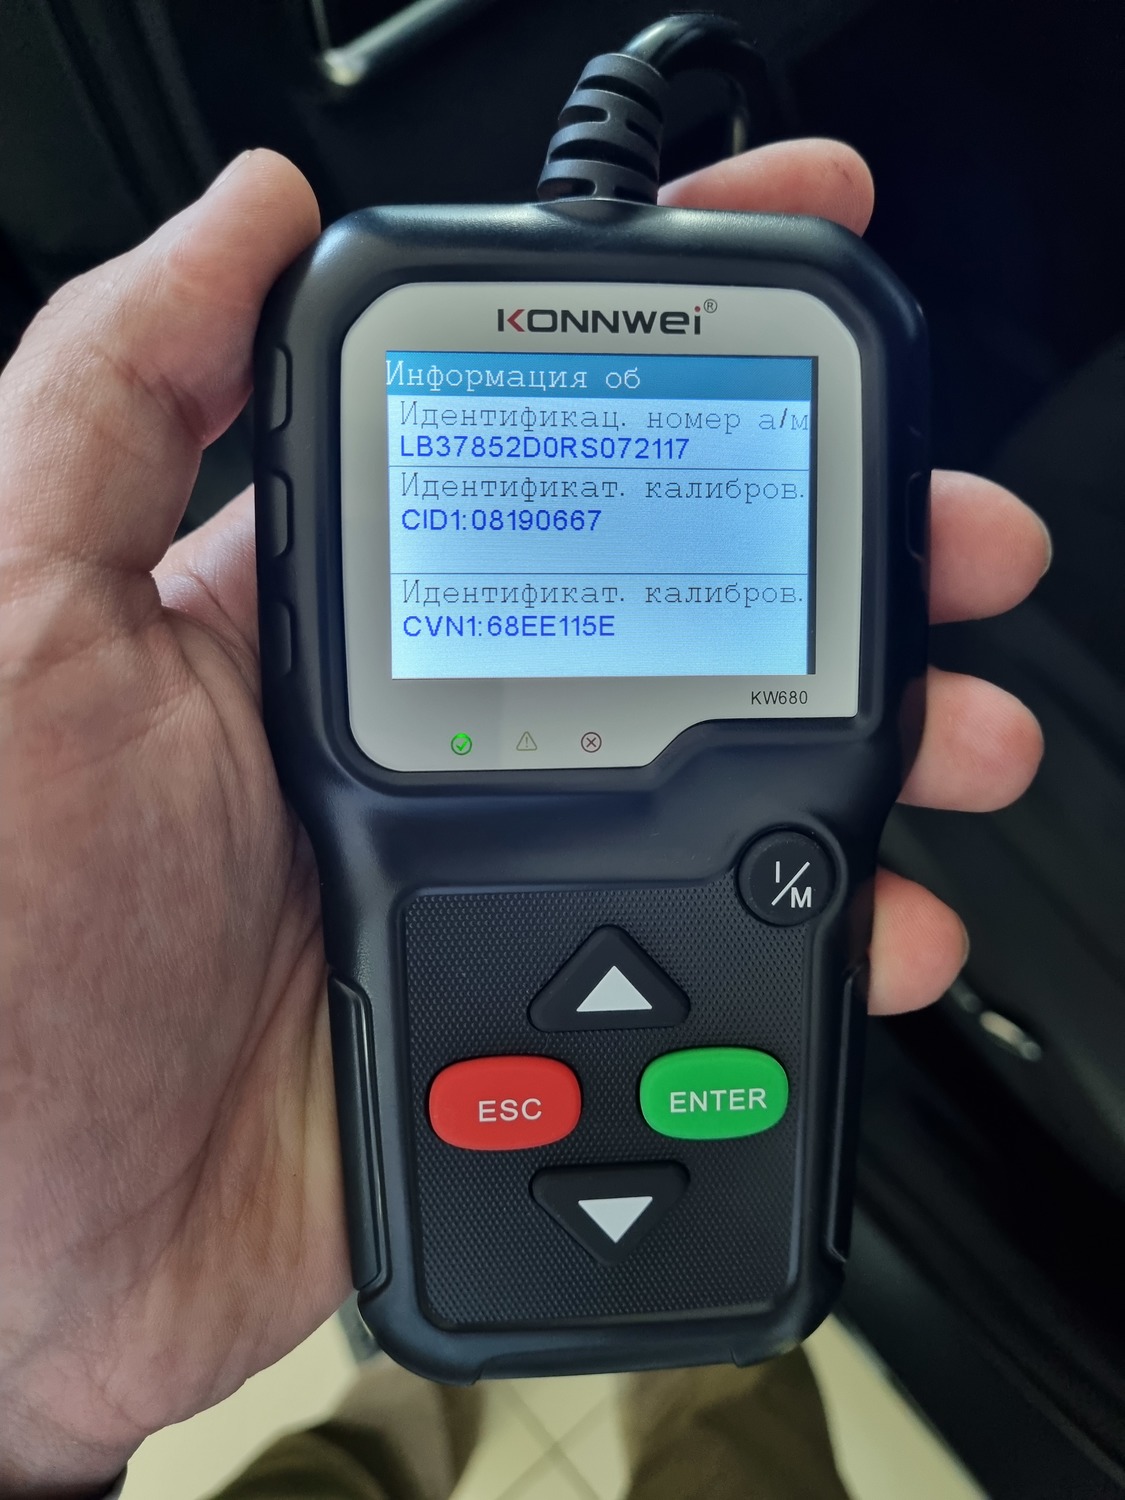 KONNWEI®
Информация об
Идентификац. номер а/м
LB37852D0RS072117
Идентификат. калибров.
CID1:08190667
Идентификат. калибров.
CVN1:68EE115E
KW680
I/M
ESC
ENTER